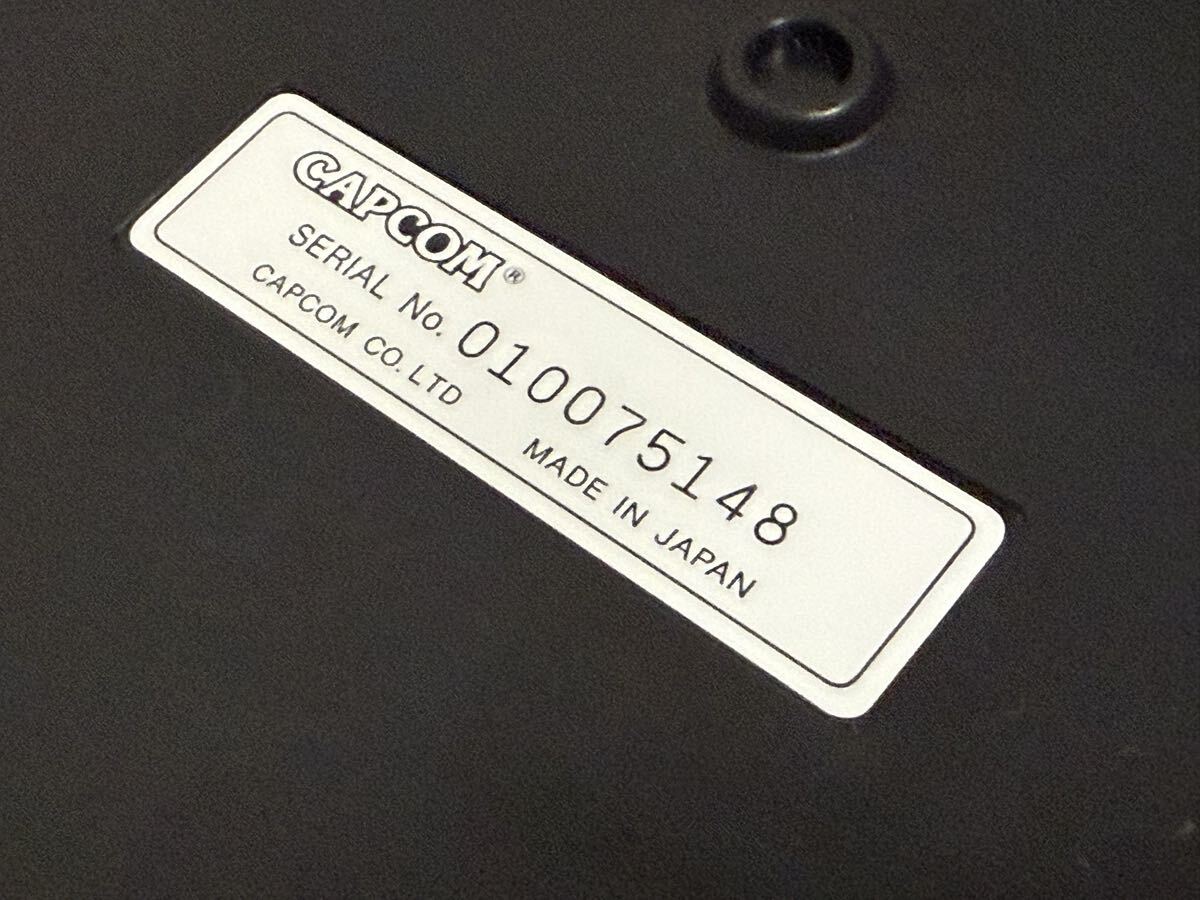 CAPCOM®
SERIAL No. 010075148
CAPCOM CO. LTD MADE IN JAPAN